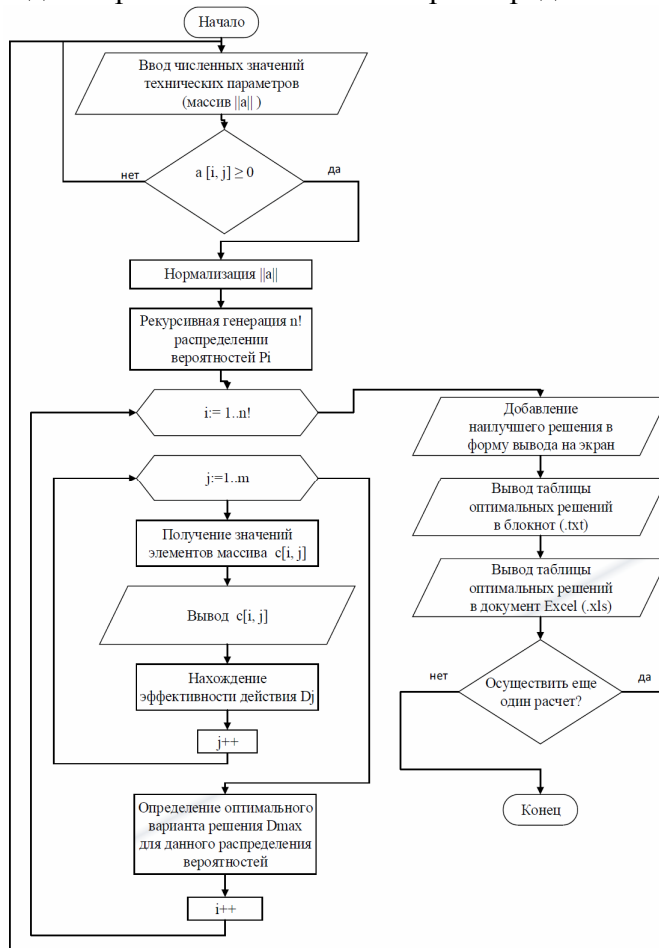 Начало
Ввод численных значений
технических параметров
(массив ||a|| )
a [i, j] ≥ 0
нет
да
Нормализация ||a||
Рекурсивная генерация n!
распределении
вероятностей Pi
i:= 1..n!
j:=1..m
Получение значений
элементов массива c[i, j]
Вывод c[i, j]
Нахождение
эффективности действия Dj
j++
Определение оптимального
варианта решения Dmax
для данного распределения
вероятностей
i++
Добавление
наилучшего решения в
форму вывода на экран
Вывод таблицы
оптимальных решений
в блокнот (.txt)
Вывод таблицы
оптимальных решений
в документ Excel (.xls)
Осуществить еще
один расчет?
нет
да
Конец